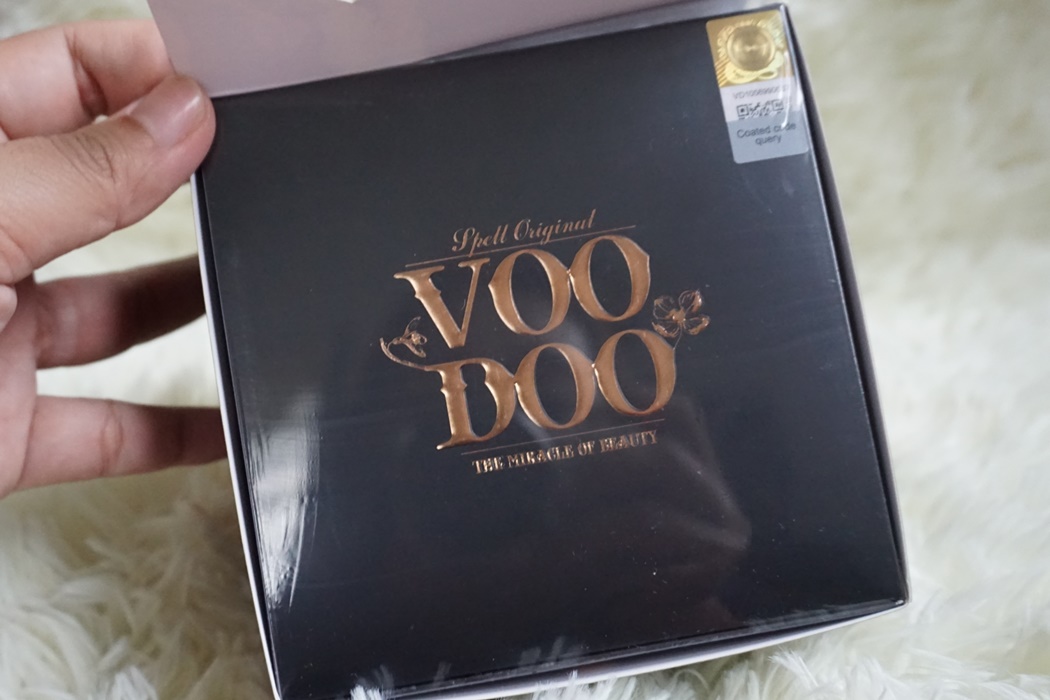 Coated code
query
Spell Original
VOO
DOO
THE MIRACLE OF BEAUTY